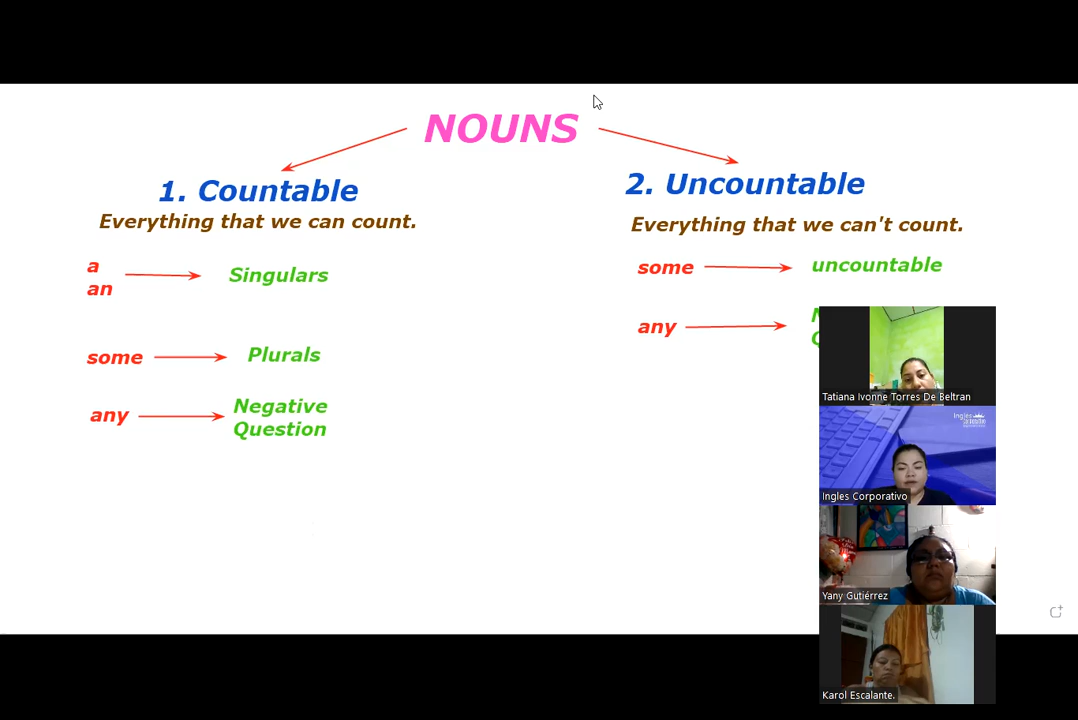 NOUNS
1. Countable
Everything that we can count.
a
an
Singulars
some
Plurals
any
Negative
Question
2. Uncountable
Everything that we can't count.
some
uncountable
any
Tatiana Ivonne Torres De Beltran
Ingles
Ingles Corporativo
Yany Gutiérrez
Karol Escalante.